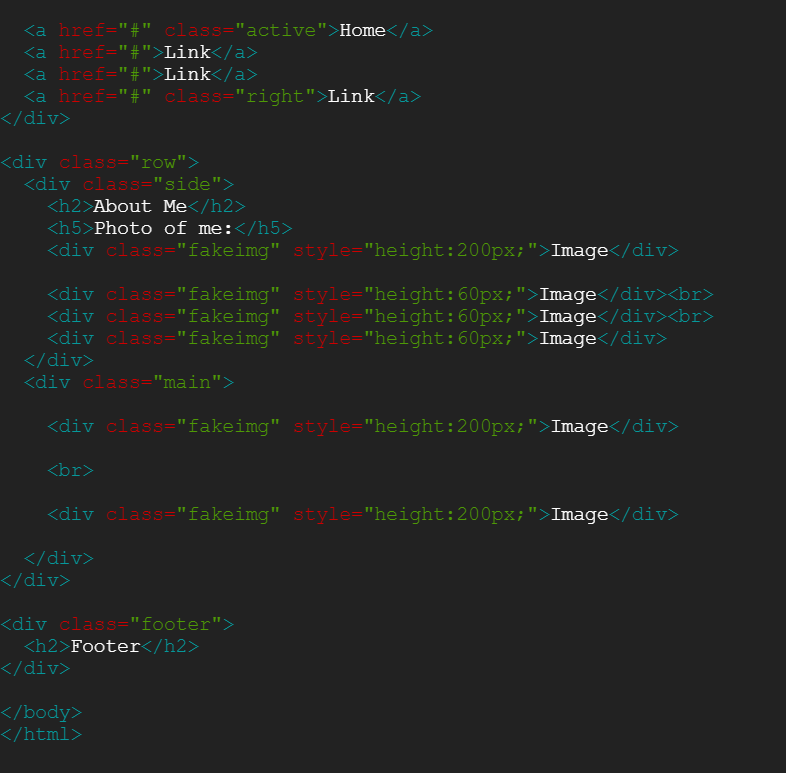 <a href="#" class="active">Home</a>
<a href="#">Link</a>
<a href="#">Link</a>
<a href="#" class="right">Link</a>
</div>
<div class="row">
<div class="side">
<h2>About Me</h2>
<h5>Photo of me:</h5>
<div class="fakeimg" style="height:200px;">Image</div>
<div class="fakeimg" style="height:60px;">Image</div><br>
<div class="fakeimg" style="height:60px;">Image</div><br>
<div class="fakeimg" style="height:60px;">Image</div>
</div>
<div class="main">
<div class="fakeimg" style="height:200px;">Image</div>
<br>
<div class="fakeimg" style="height:200px;">Image</div>
</div>
</div>
<div class="footer">
<h2>Footer</h2>
</div>
</body>
</html>